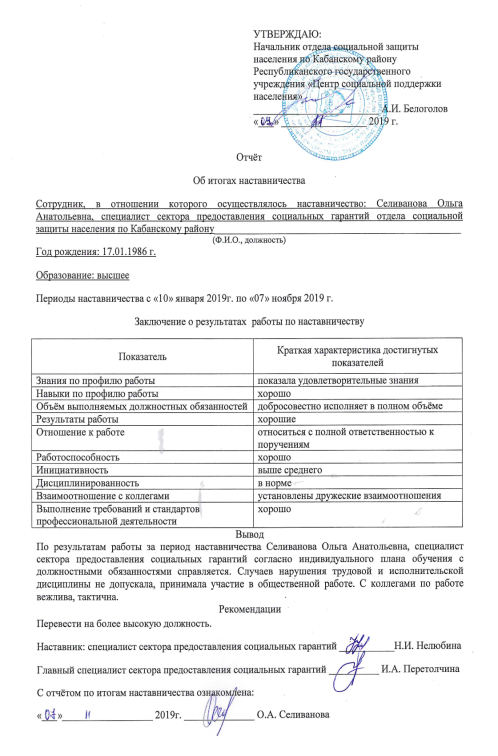 УТВЕРЖДАЮ:
Начальник отдела социальной защиты
населения по Кабанскому району
Республиканского государственного
учреждения «Центр социальной поддержки
населения»
А.И. Белоголов
« 07 » 11 2019 г.
Отчёт
Об итогах наставничества
Сотрудник, в отношении которого осуществлялось наставничество: Селиванова Ольга
Анатольевна, специалист сектора предоставления социальных гарантий отдела социальной
защиты населения по Кабанскому району
(Ф.И.О., должность)
Год рождения: 17.01.1986 г.
Образование: высшее
Периоды наставничества с «10» января 2019г. по «07» ноября 2019 г.
Заключение о результатах работы по наставничеству
Показатель Краткая характеристика достигнутых
показателей
Знания по профилю работы показала удовлетворительные знания
Навыки по профилю работы хорошо
Объём выполняемых должностных обязанностей добросовестно исполняет в полном объёме
Результаты работы хорошие
Отношение к работе относиться с полной ответственностью к
поручениям
Работоспособность хорошо
Инициативность выше среднего
Дисциплинированность в норме
Взаимоотношение с коллегами установлены дружеские взаимоотношения
Выполнение требований и стандартов хорошо
профессиональной деятельности
Вывод
По результатам работы за период наставничества Селиванова Ольга Анатольевна, специалист
сектора предоставления социальных гарантий согласно индивидуального плана обучения с
должностными обязанностями справляется. Случаев нарушения трудовой и исполнительской
дисциплины не допускала, принимала участие в общественной работе. С коллегами по работе
вежлива, тактична.
Рекомендации
Перевести на более высокую должность.
Наставник: специалист сектора предоставления социальных гарантий Н.И. Нелюбина
Главный специалист сектора предоставления социальных гарантий И.А. Перетолчина
С отчётом по итогам наставничества ознакомлена:
« 07 » 11 2019г. О.А. Селиванова